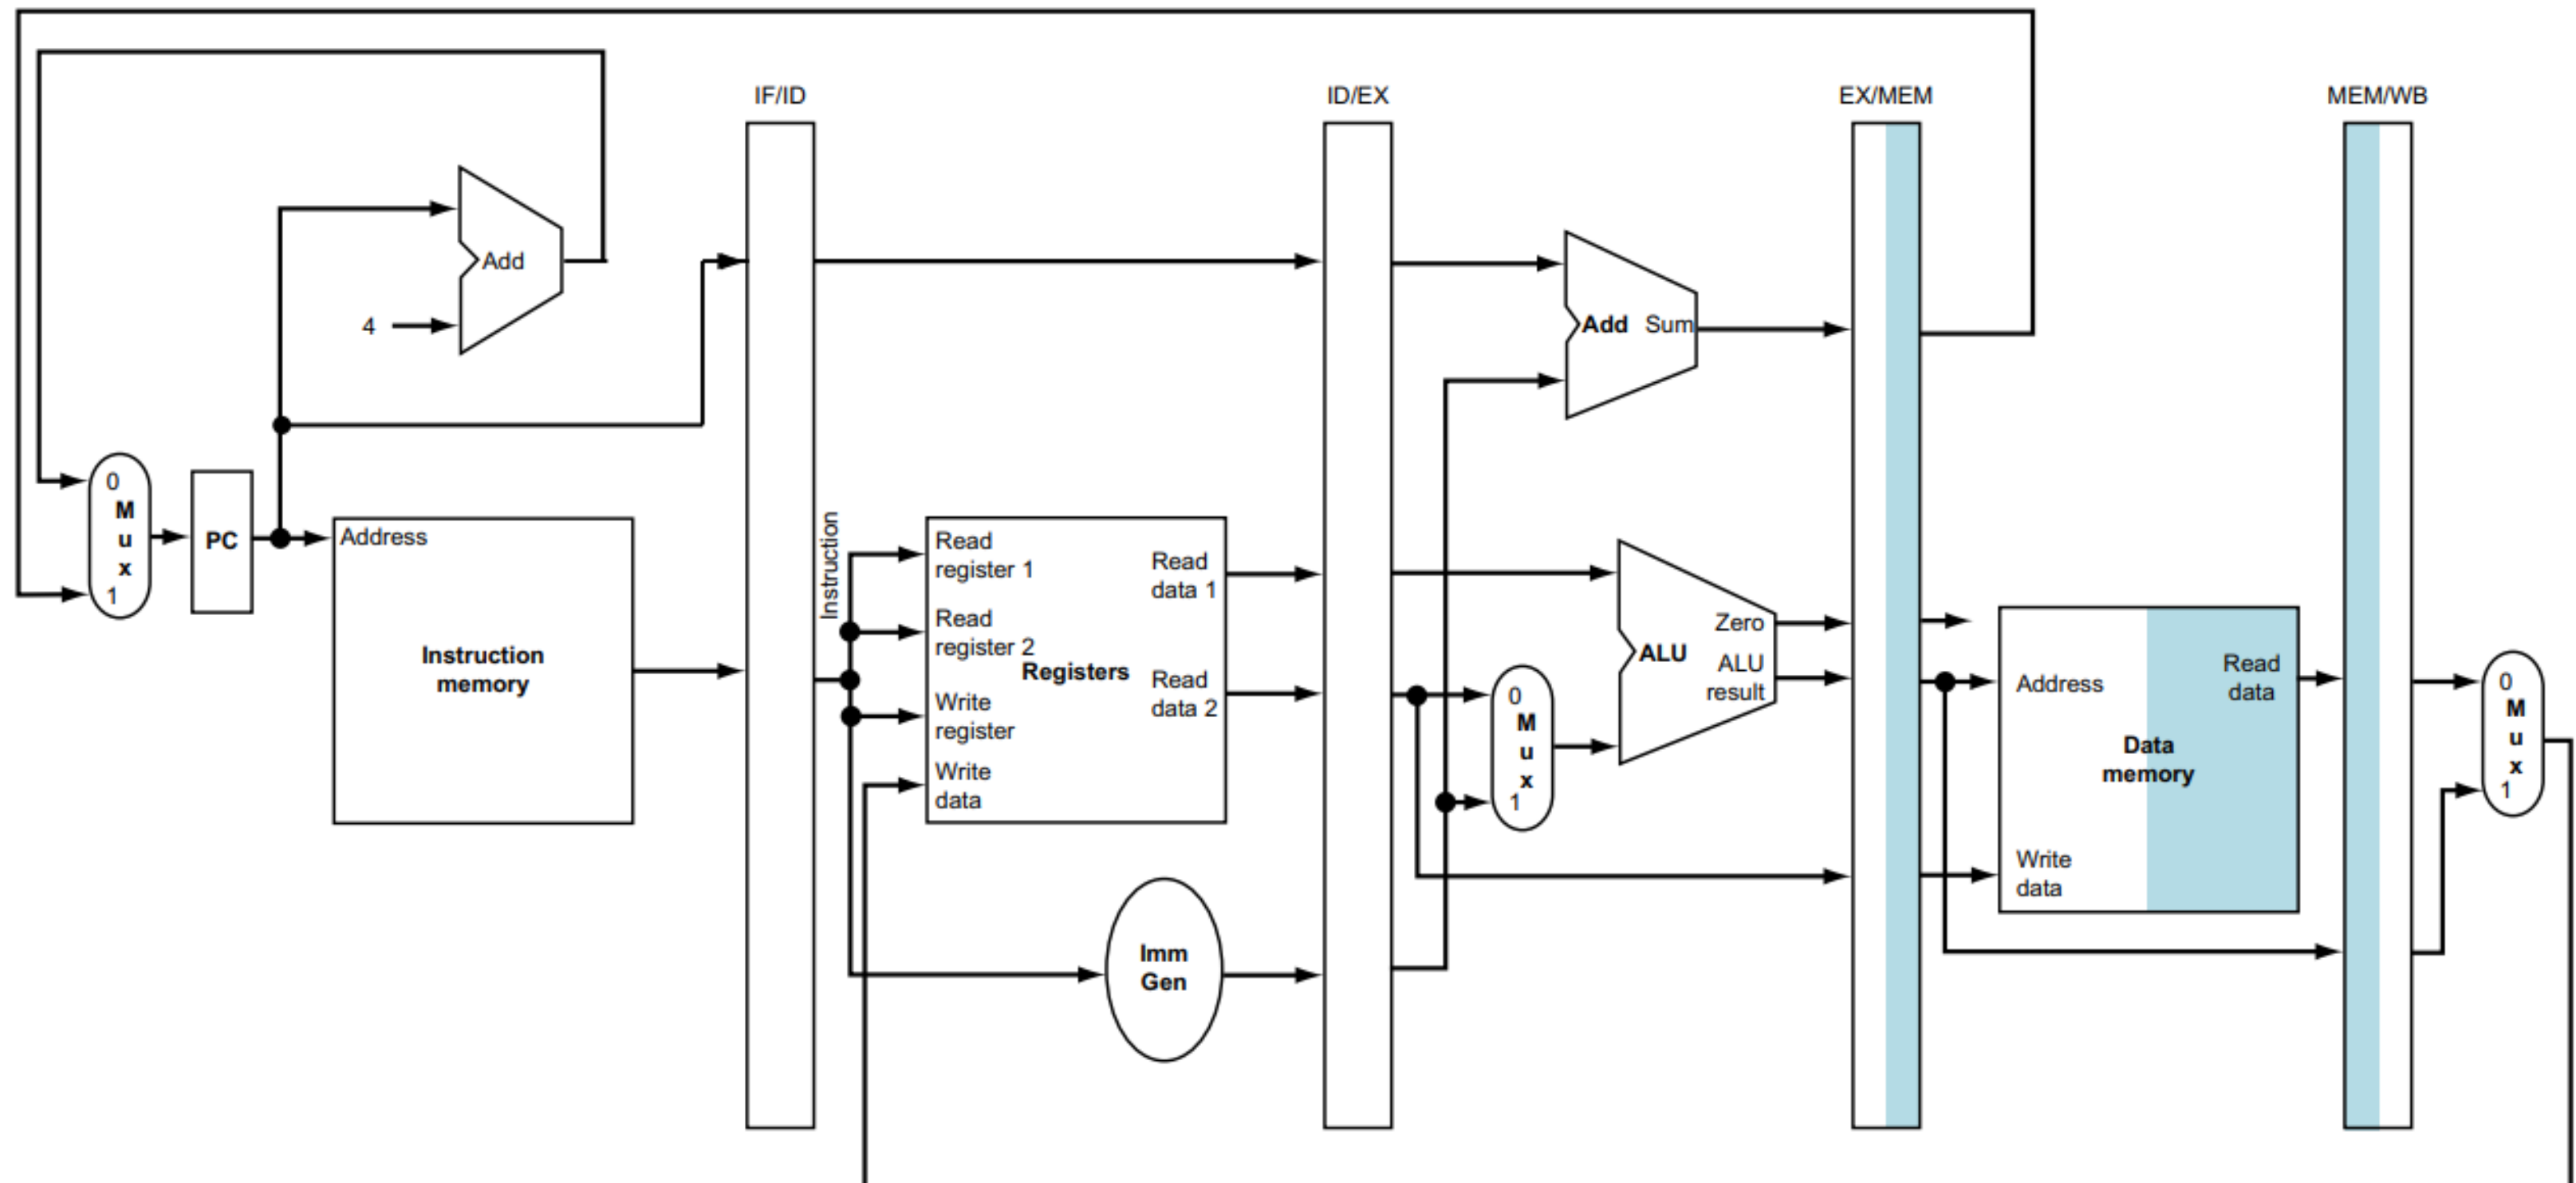 IF/ID
ID/EX
EX/MEM
MEM/WB
Add
4
Add Sum
0
M
u
x
1
PC
Address
Instruction
memory
Instruction
Read
register 1
Read
register 2
Write
register
Write
data
Registers
Read
data 1
Read
data 2
Imm
Gen
0
M
u
x
1
ALU
Zero
ALU
result
Address
Write
data
Data
memory
Read
data
0
M
u
x
1